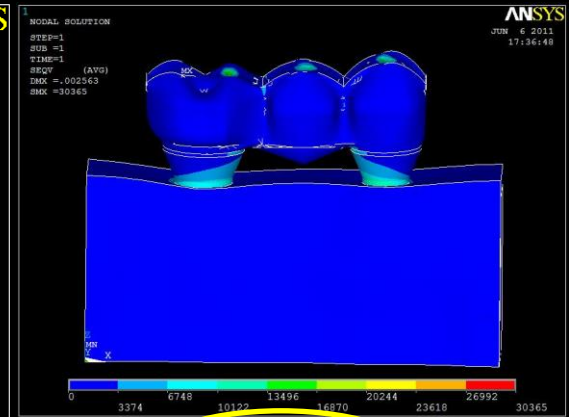 S
1
NODAL SOLUTION
STEP=1
SUB =1
TIME=1
SEQV (AVG)
DMX =.002563
SMX =30365
ANSYS
JUN 6 2011
17:36:48
MX
MN
Y X
0 6748 13496 20244 26992
3374 10122 16870 23618 30365